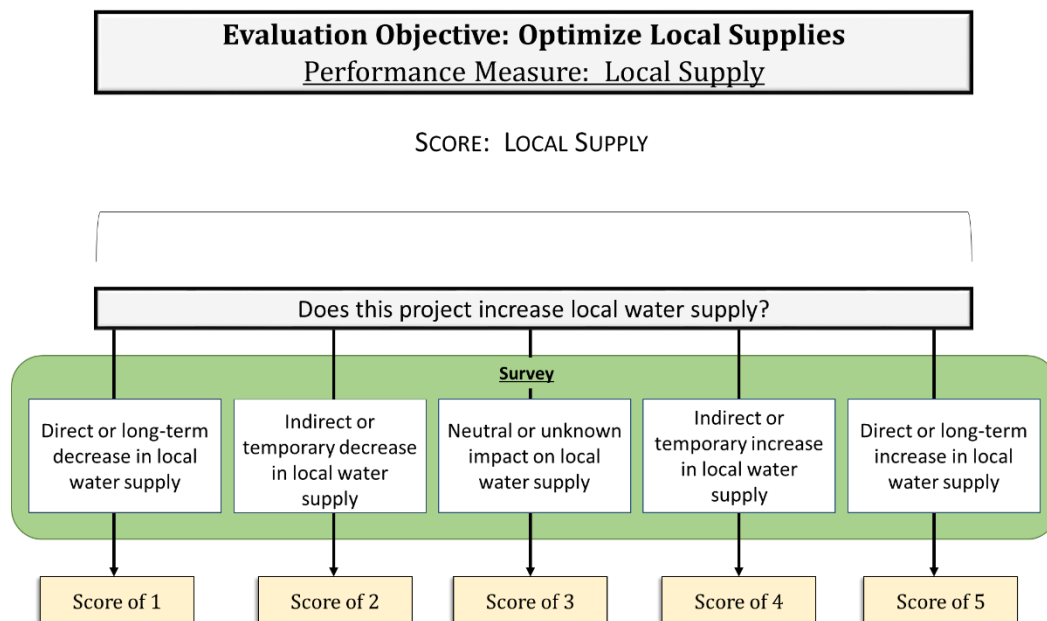 Evaluation Objective: Optimize Local Supplies
Performance Measure: Local Supply
SCORE: LOCAL SUPPLY
Does this project increase local water supply?
Survey
Direct or long-term
decrease in local
water supply
Indirect or
temporary decrease
in local water
supply
Neutral or unknown
impact on local
water supply
Indirect or
temporary increase
in local water
supply
Direct or long-term
increase in local
water supply
Score of 1
Score of 2
Score of 3
Score of 4
Score of 5